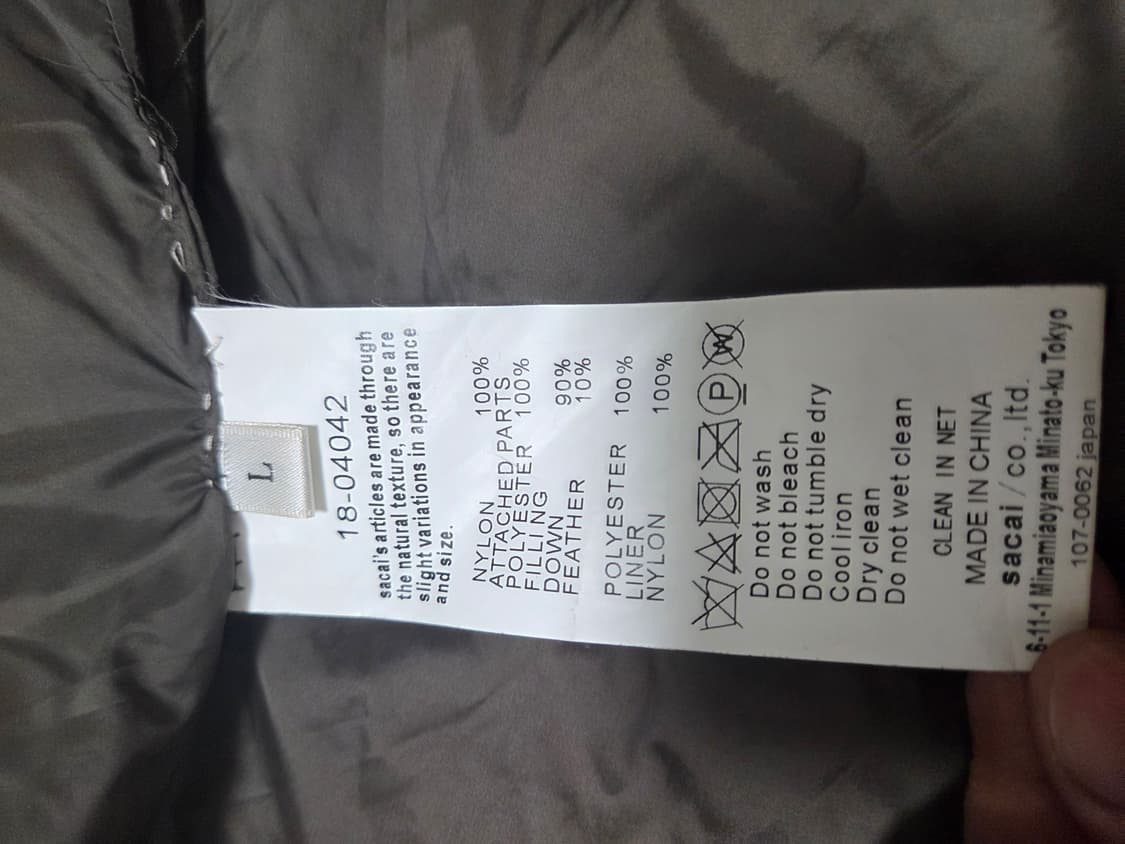 L
18-04042
sacai's articles are made through
the natural texture, so there are
slight variations in appearance
and size.
NYLON 100%
ATTACHED PARTS
POLYESTER 100%
FILLING
DOWN 90%
FEATHER 10%
POLYESTER 100%
LINER
NYLON 100%
P W
Do not wash
Do not bleach
Do not tumble dry
Cool iron
Dry clean
Do not wet clean
CLEAN IN NET
MADE IN CHINA
sacai / co.,ltd.
6-11-1 Minamiaoyama Minato-ku Tokyo
107-0062 japan